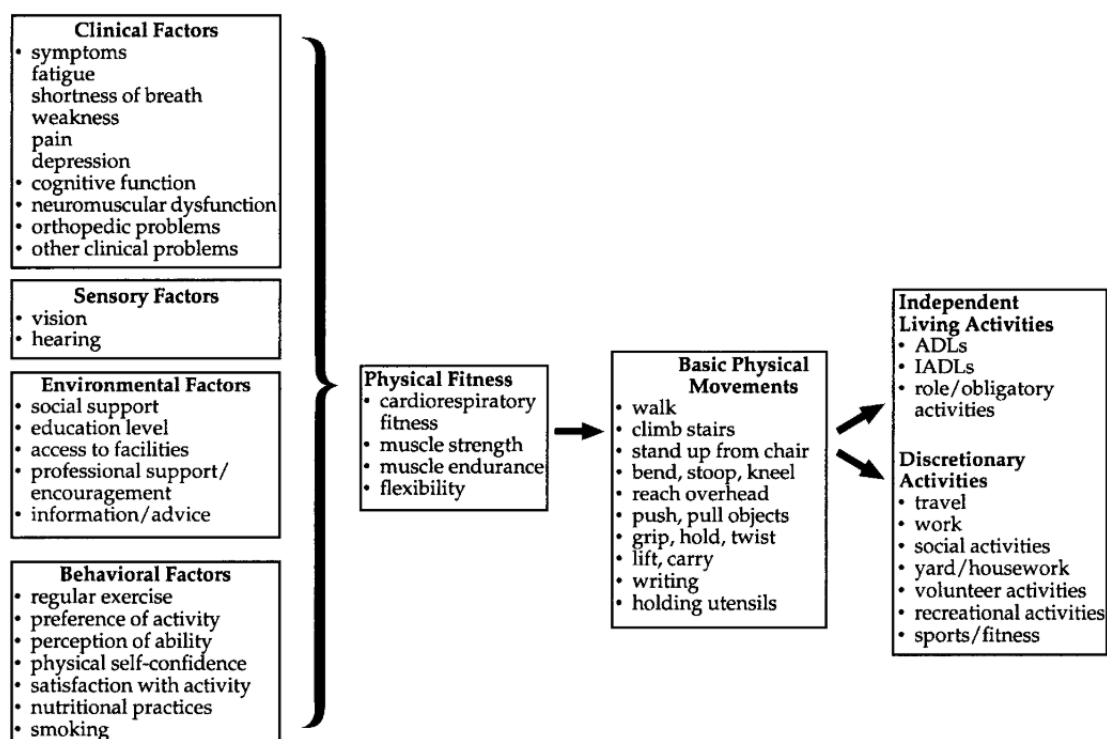 Clinical Factors
• symptoms
fatigue
shortness of breath
weakness
pain
depression
• cognitive function
• neuromuscular dysfunction
• orthopedic problems
• other clinical problems
Sensory Factors
• vision
• hearing
Environmental Factors
• social support
• education level
• access to facilities
• professional support/
encouragement
• information/advice
Behavioral Factors
• regular exercise
• preference of activity
• perception of ability
• physical self-confidence
• satisfaction with activity
• nutritional practices
• smoking
Physical Fitness
• cardiorespiratory
fitness
• muscle strength
• muscle endurance
• flexibility
Basic Physical
Movements
• walk
• climb stairs
• stand up from chair
• bend, stoop, kneel
• reach overhead
• push, pull objects
• grip, hold, twist
• lift, carry
• writing
• holding utensils
Independent
Living Activities
• ADLs
• IADLs
• role/obligatory
activities
Discretionary
Activities
• travel
• work
• social activities
• yard/housework
• volunteer activities
• recreational activities
• sports/fitness